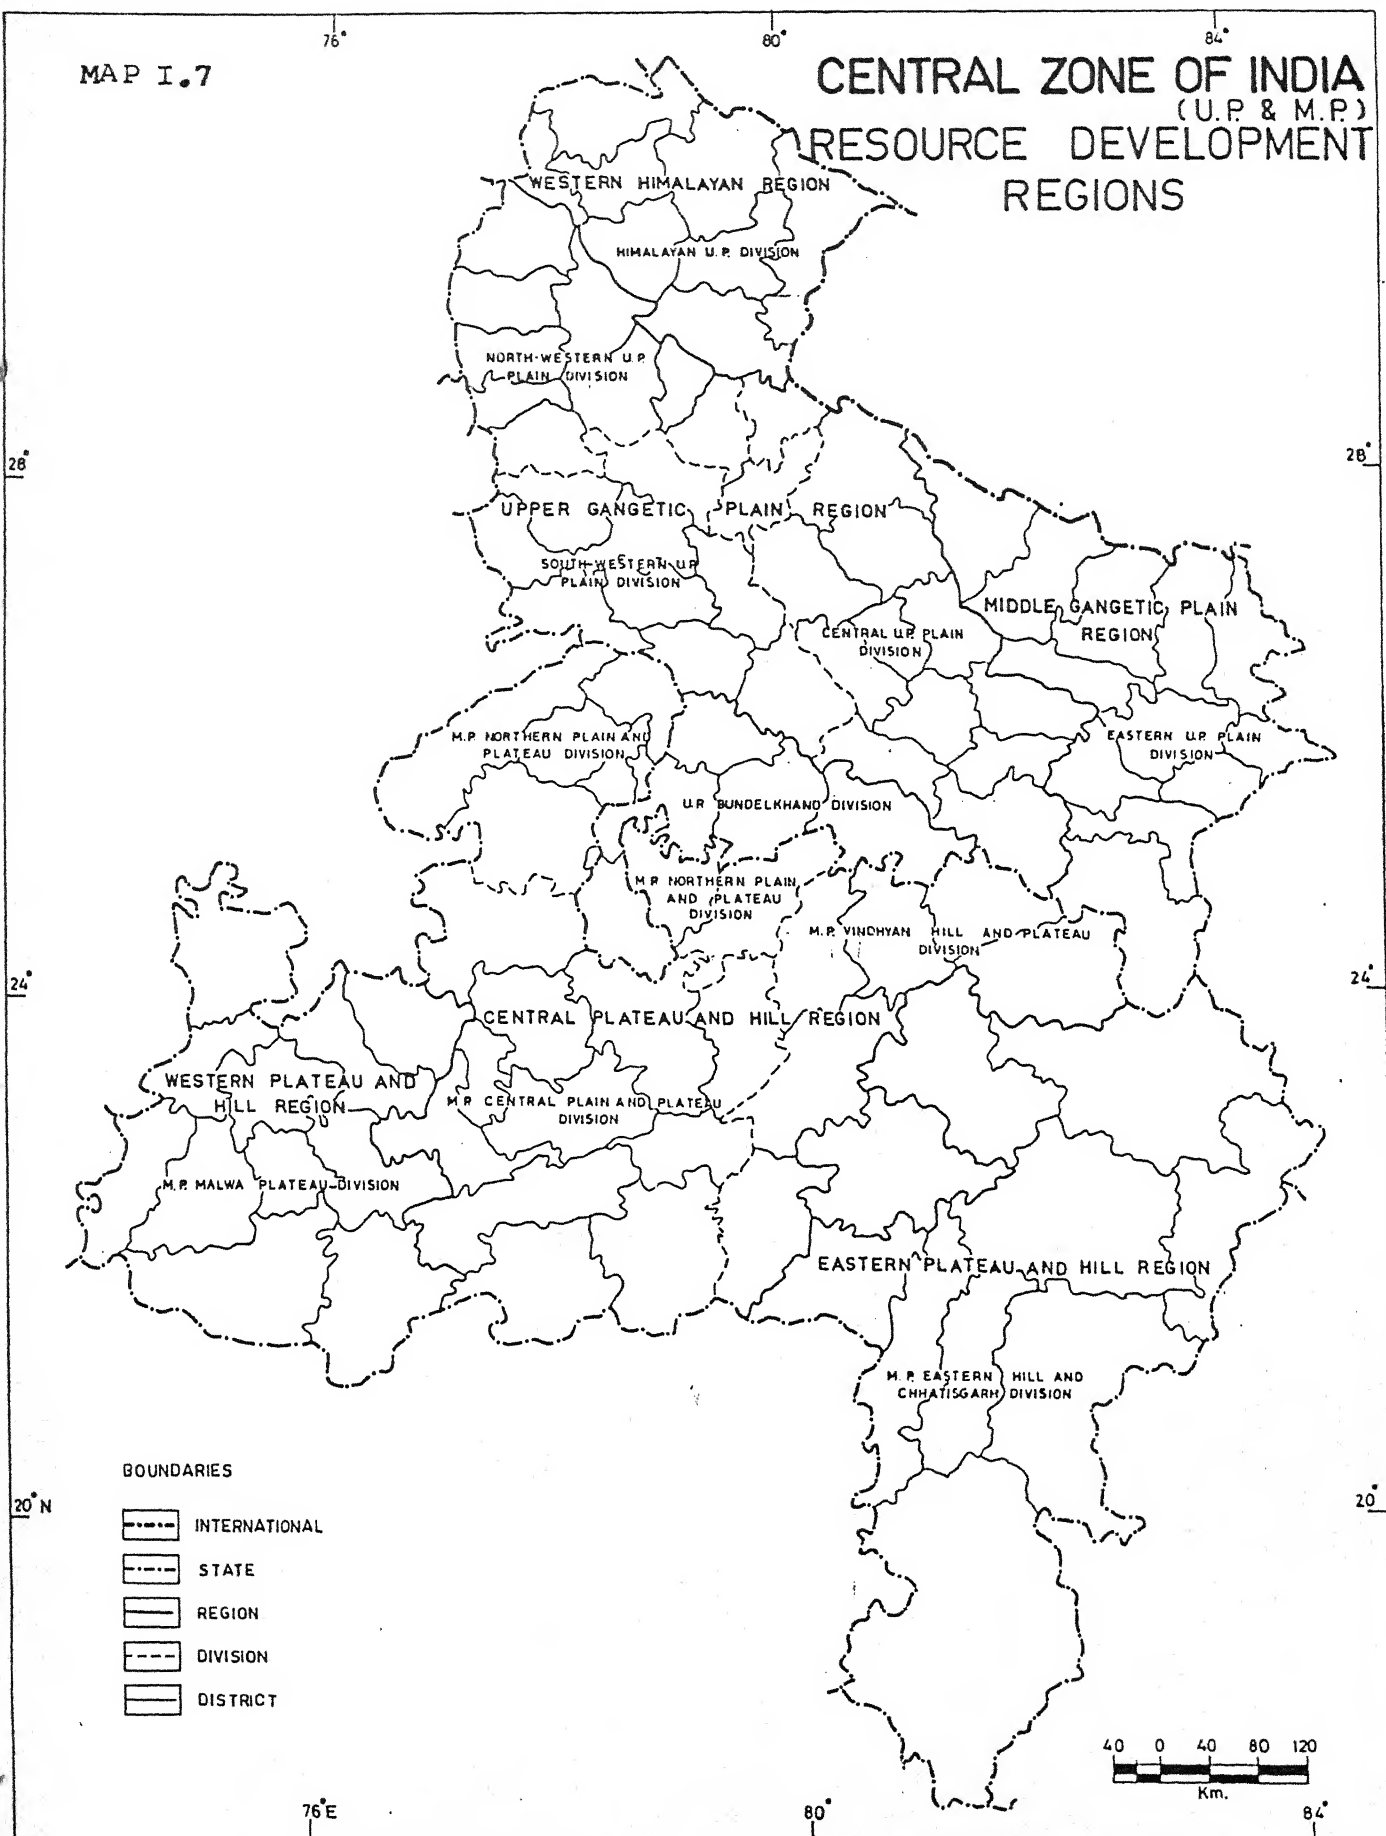 76°
80°
84°
MAP I.7
CENTRAL ZONE OF INDIA
(U.P. & M.P.)
RESOURCE DEVELOPMENT
REGIONS
WESTERN HIMALAYAN REGION
HIMALAYAN U.P. DIVISION
NORTH-WESTERN U.P.
PLAIN DIVISION
28°
28°
UPPER GANGETIC PLAIN REGION
SOUTH-WESTERN U.P.
PLAIN DIVISION
MIDDLE GANGETIC PLAIN
REGION
CENTRAL U.P. PLAIN
DIVISION
M.P. NORTHERN PLAIN AND
PLATEAU DIVISION
EASTERN U.P. PLAIN
DIVISION
U.P. BUNDELKHAND DIVISION
M.P. NORTHERN PLAIN
AND PLATEAU
DIVISION
M.P. VINDHYAN HILL AND PLATEAU
DIVISION
24°
24°
CENTRAL PLATEAU AND HILL REGION
WESTERN PLATEAU AND
HILL REGION
M.P. CENTRAL PLAIN AND PLATEAU
DIVISION
M.P. MALWA PLATEAU DIVISION
EASTERN PLATEAU AND HILL REGION
M.P. EASTERN HILL AND
CHHATISGARH DIVISION
BOUNDARIES
20° N
20°
INTERNATIONAL
STATE
REGION
DIVISION
DISTRICT
40 0 40 80 120
Km.
76° E
80°
84°